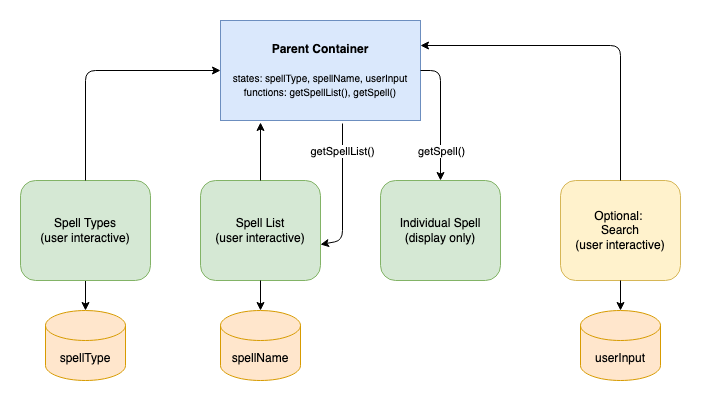 Parent Container
states: spellType, spellName, userInput
functions: getSpellList(), getSpell()
getSpellList()
getSpell()
Spell Types
(user interactive)
Spell List
(user interactive)
Individual Spell
(display only)
Optional:
Search
(user interactive)
spellType
spellName
userInput